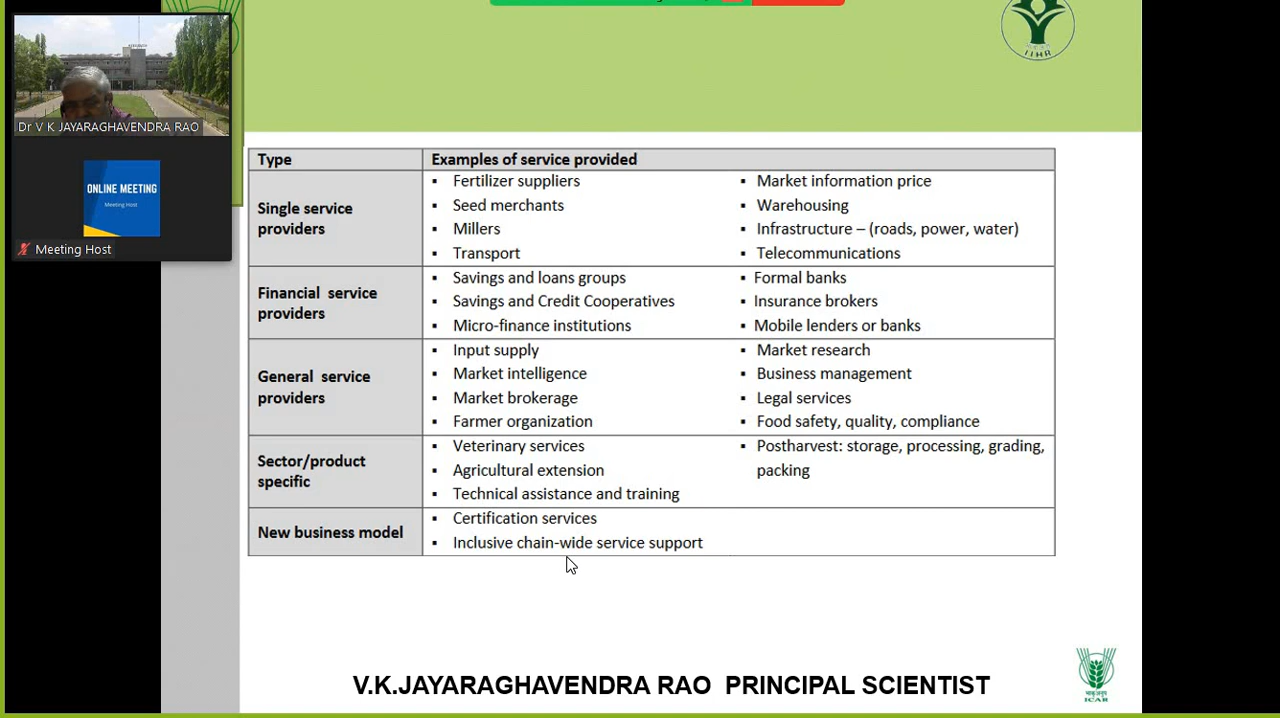 Dr V K JAYARAGHAVENDRA RAO
ONLINE MEETING
Meeting Host
Meeting Host
IIHR
Type
Examples of service provided
Single service
providers
▪ Fertilizer suppliers
▪ Seed merchants
▪ Millers
▪ Transport
▪ Market information price
▪ Warehousing
▪ Infrastructure – (roads, power, water)
▪ Telecommunications
Financial service
providers
▪ Savings and loans groups
▪ Savings and Credit Cooperatives
▪ Micro-finance institutions
▪ Formal banks
▪ Insurance brokers
▪ Mobile lenders or banks
General service
providers
▪ Input supply
▪ Market intelligence
▪ Market brokerage
▪ Farmer organization
▪ Market research
▪ Business management
▪ Legal services
▪ Food safety, quality, compliance
Sector/product
specific
▪ Veterinary services
▪ Agricultural extension
▪ Technical assistance and training
▪ Postharvest: storage, processing, grading,
packing
New business model
▪ Certification services
▪ Inclusive chain-wide service support
V.K.JAYARAGHAVENDRA RAO PRINCIPAL SCIENTIST
ICAR